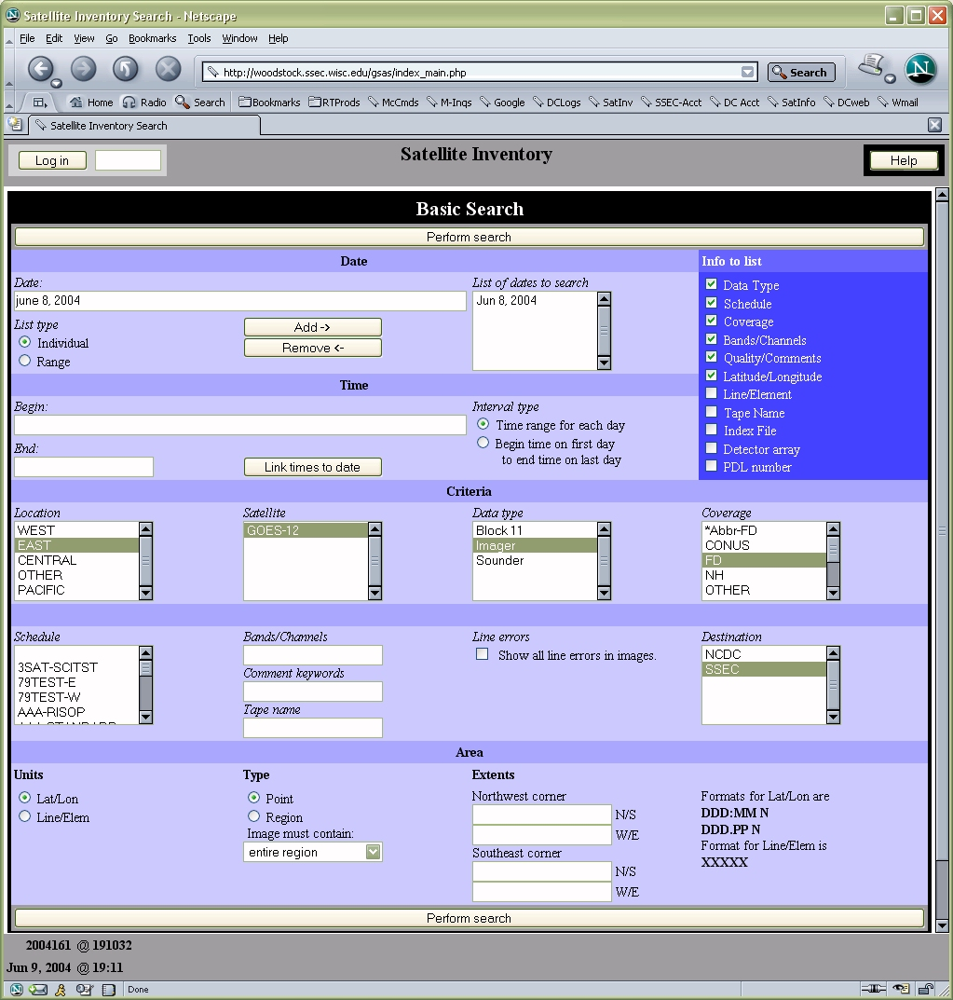 Satellite Inventory Search - Netscape
File Edit View Go Bookmarks Tools Window Help
http://woodstock.ssec.wisc.edu/gsas/index_main.php Search N
Home Radio Search Bookmarks RTProds McCmds M-Inqs Google DCLogs SatInv SSEC-Acct DC Acct SatInfo DCweb Wmail
Satellite Inventory Search
Log in Satellite Inventory Help
Basic Search
Perform search
Date Info to list
Date: List of dates to search
june 8, 2004 Jun 8, 2004
List type
Individual
Range
Add ->
Remove <-
Data Type
Schedule
Coverage
Bands/Channels
Quality/Comments
Latitude/Longitude
Line/Element
Tape Name
Index File
Detector array
PDL number
Time
Begin: Interval type
Time range for each day
Begin time on first day
to end time on last day
End:
Link times to date
Criteria
Location Satellite Data type Coverage
WEST
EAST
CENTRAL
OTHER
PACIFIC
GOES-12
Block 11
Imager
Sounder
*Abbr-FD
CONUS
FD
NH
OTHER
Schedule Bands/Channels Line errors Destination
3SAT-SCITST
79TEST-E
79TEST-W
AAA-RISOP
Comment keywords
Tape name
Show all line errors in images.
NCDC
SSEC
Area
Units Type Extents
Lat/Lon
Line/Elem
Point
Region
Image must contain:
entire region
Northwest corner
N/S
W/E
Southeast corner
N/S
W/E
Formats for Lat/Lon are
DDD:MM N
DDD.PP N
Format for Line/Elem is
XXXXX
Perform search
2004161 @ 191032
Jun 9, 2004 @ 19:11
Done